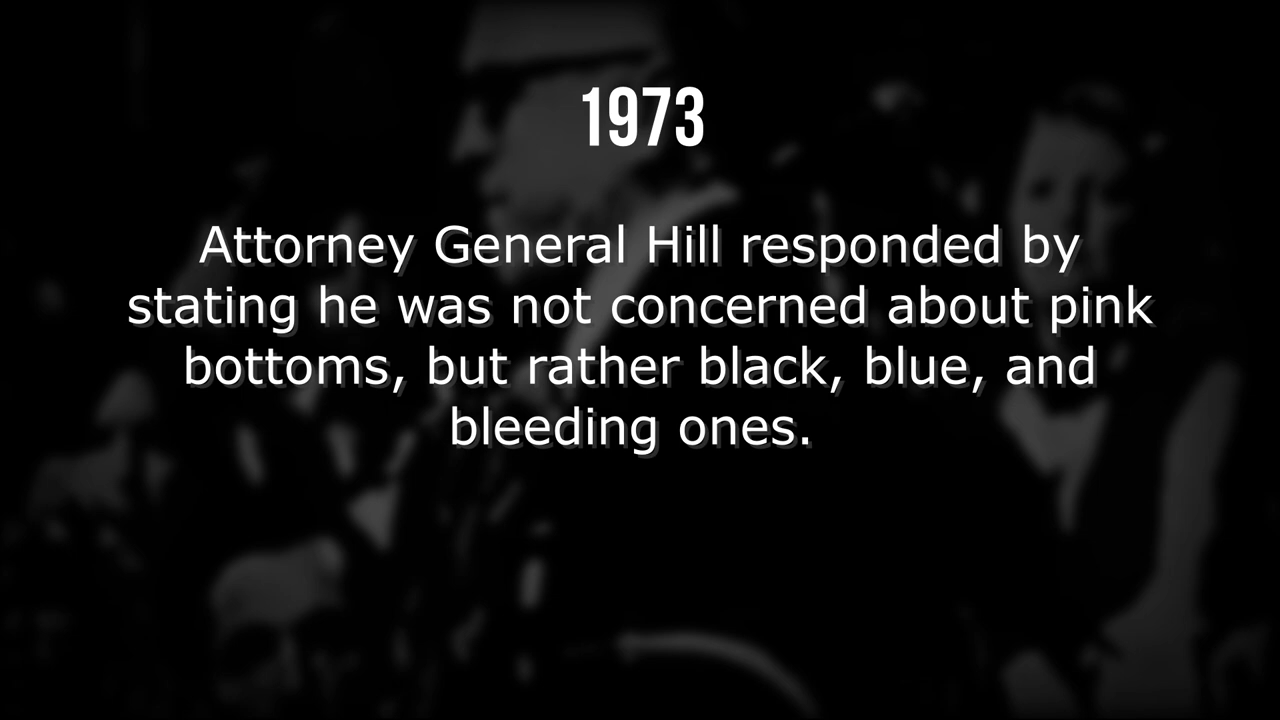 1973
Attorney General Hill responded by
stating he was not concerned about pink
bottoms, but rather black, blue, and
bleeding ones.